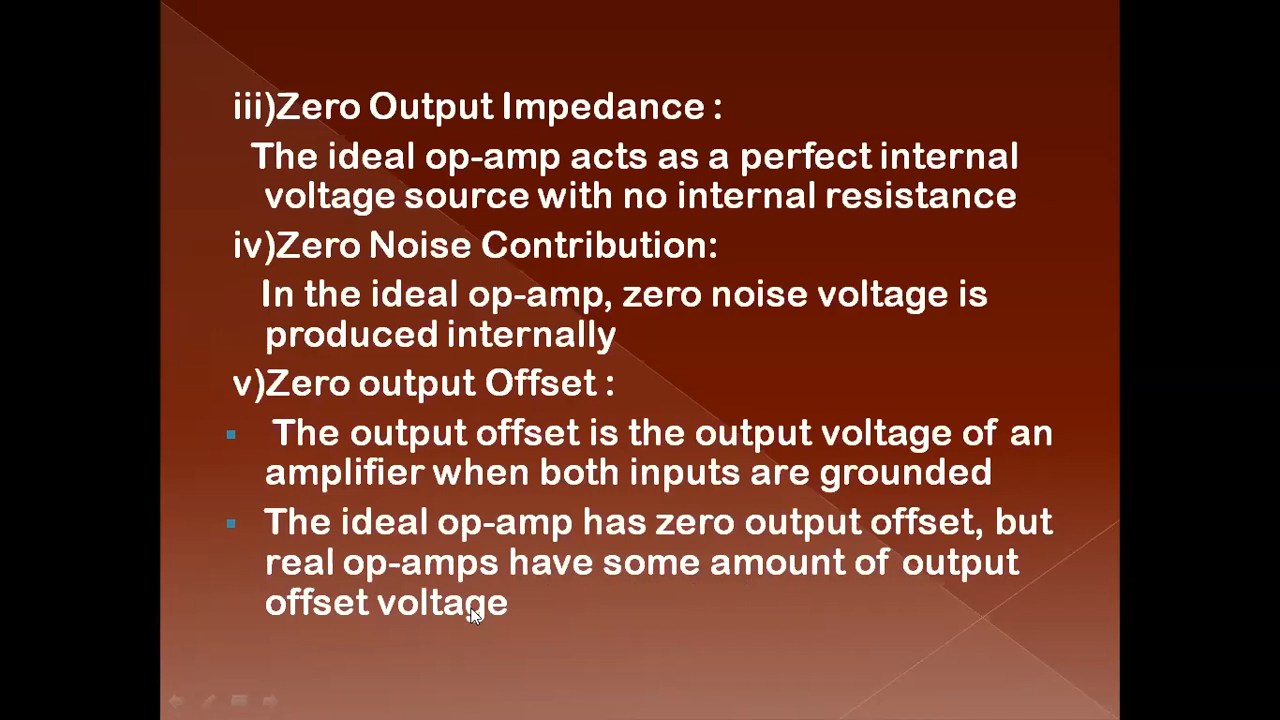 iii)Zero Output Impedance :
The ideal op-amp acts as a perfect internal
voltage source with no internal resistance
iv)Zero Noise Contribution:
In the ideal op-amp, zero noise voltage is
produced internally
v)Zero output Offset :
▪ The output offset is the output voltage of an
amplifier when both inputs are grounded
▪ The ideal op-amp has zero output offset, but
real op-amps have some amount of output
offset voltage